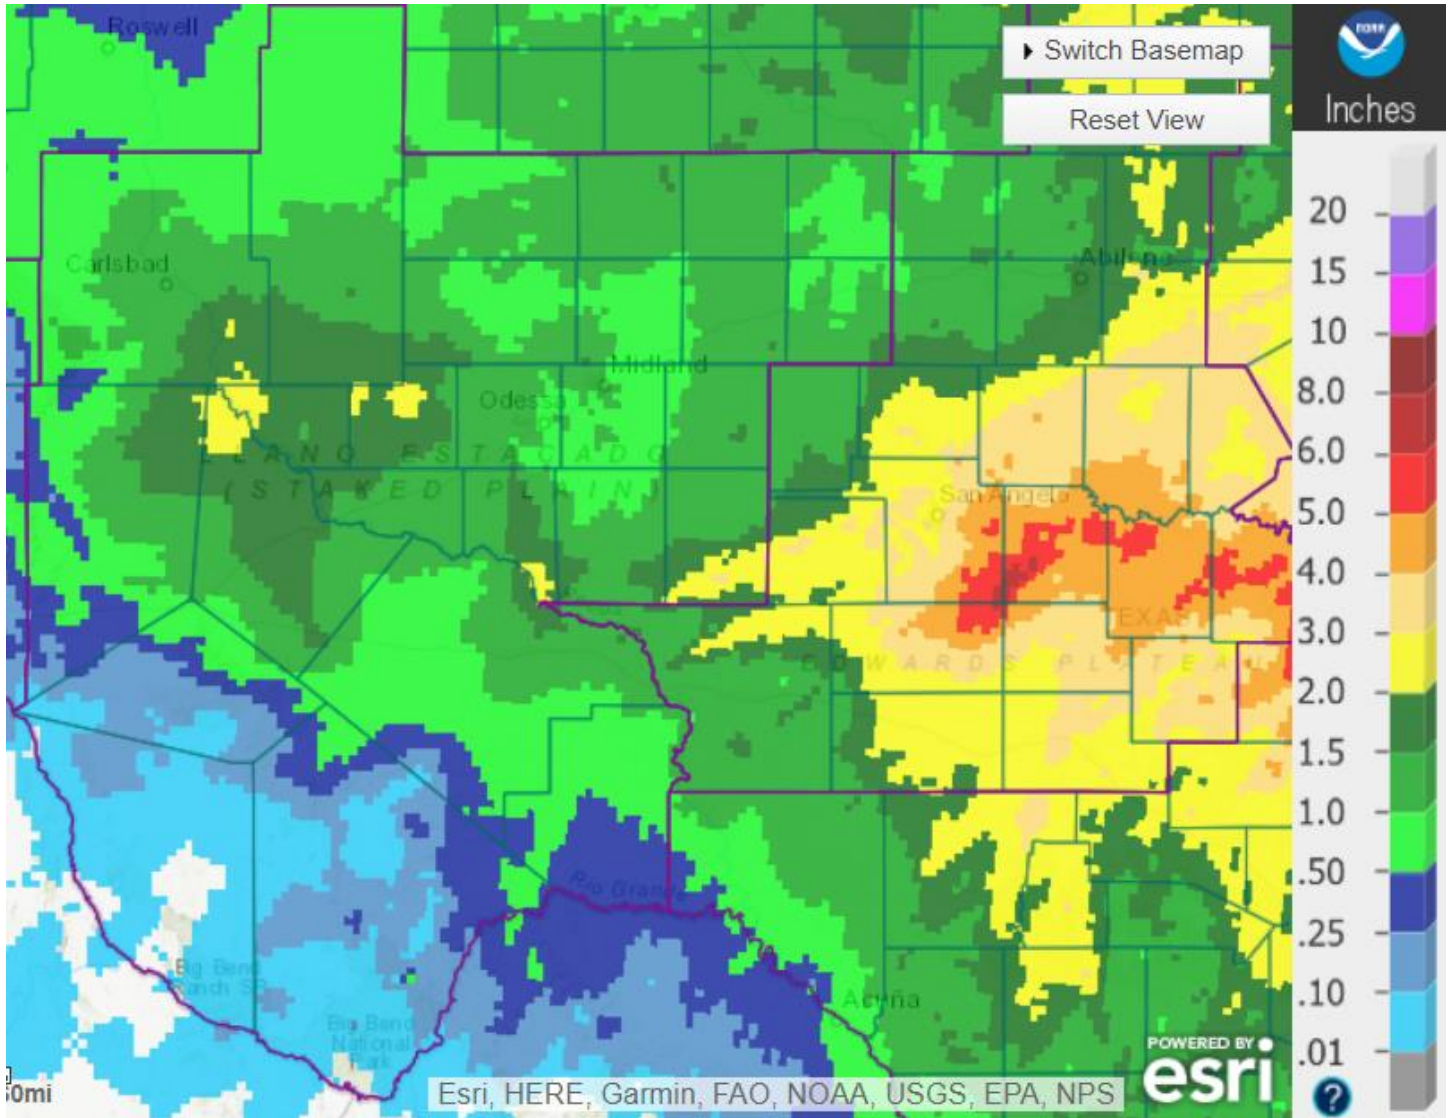 Roswell
Switch Basemap
Reset View
NOAA
Inches
20
15
10
8.0
6.0
5.0
4.0
3.0
2.0
1.5
1.0
.50
.25
.10
.01
Carlsbad
Abilene
Midland
Odessa
LLANO ESTACADO
(STAKED PLAIN)
San Angelo
TEXAS
EDWARDS PLATEAU
Rio Grande
Big Bend
Ranch SP
Acuña
Big Bend
National
Park
POWERED BY
esri
0mi
Esri, HERE, Garmin, FAO, NOAA, USGS, EPA, NPS
?